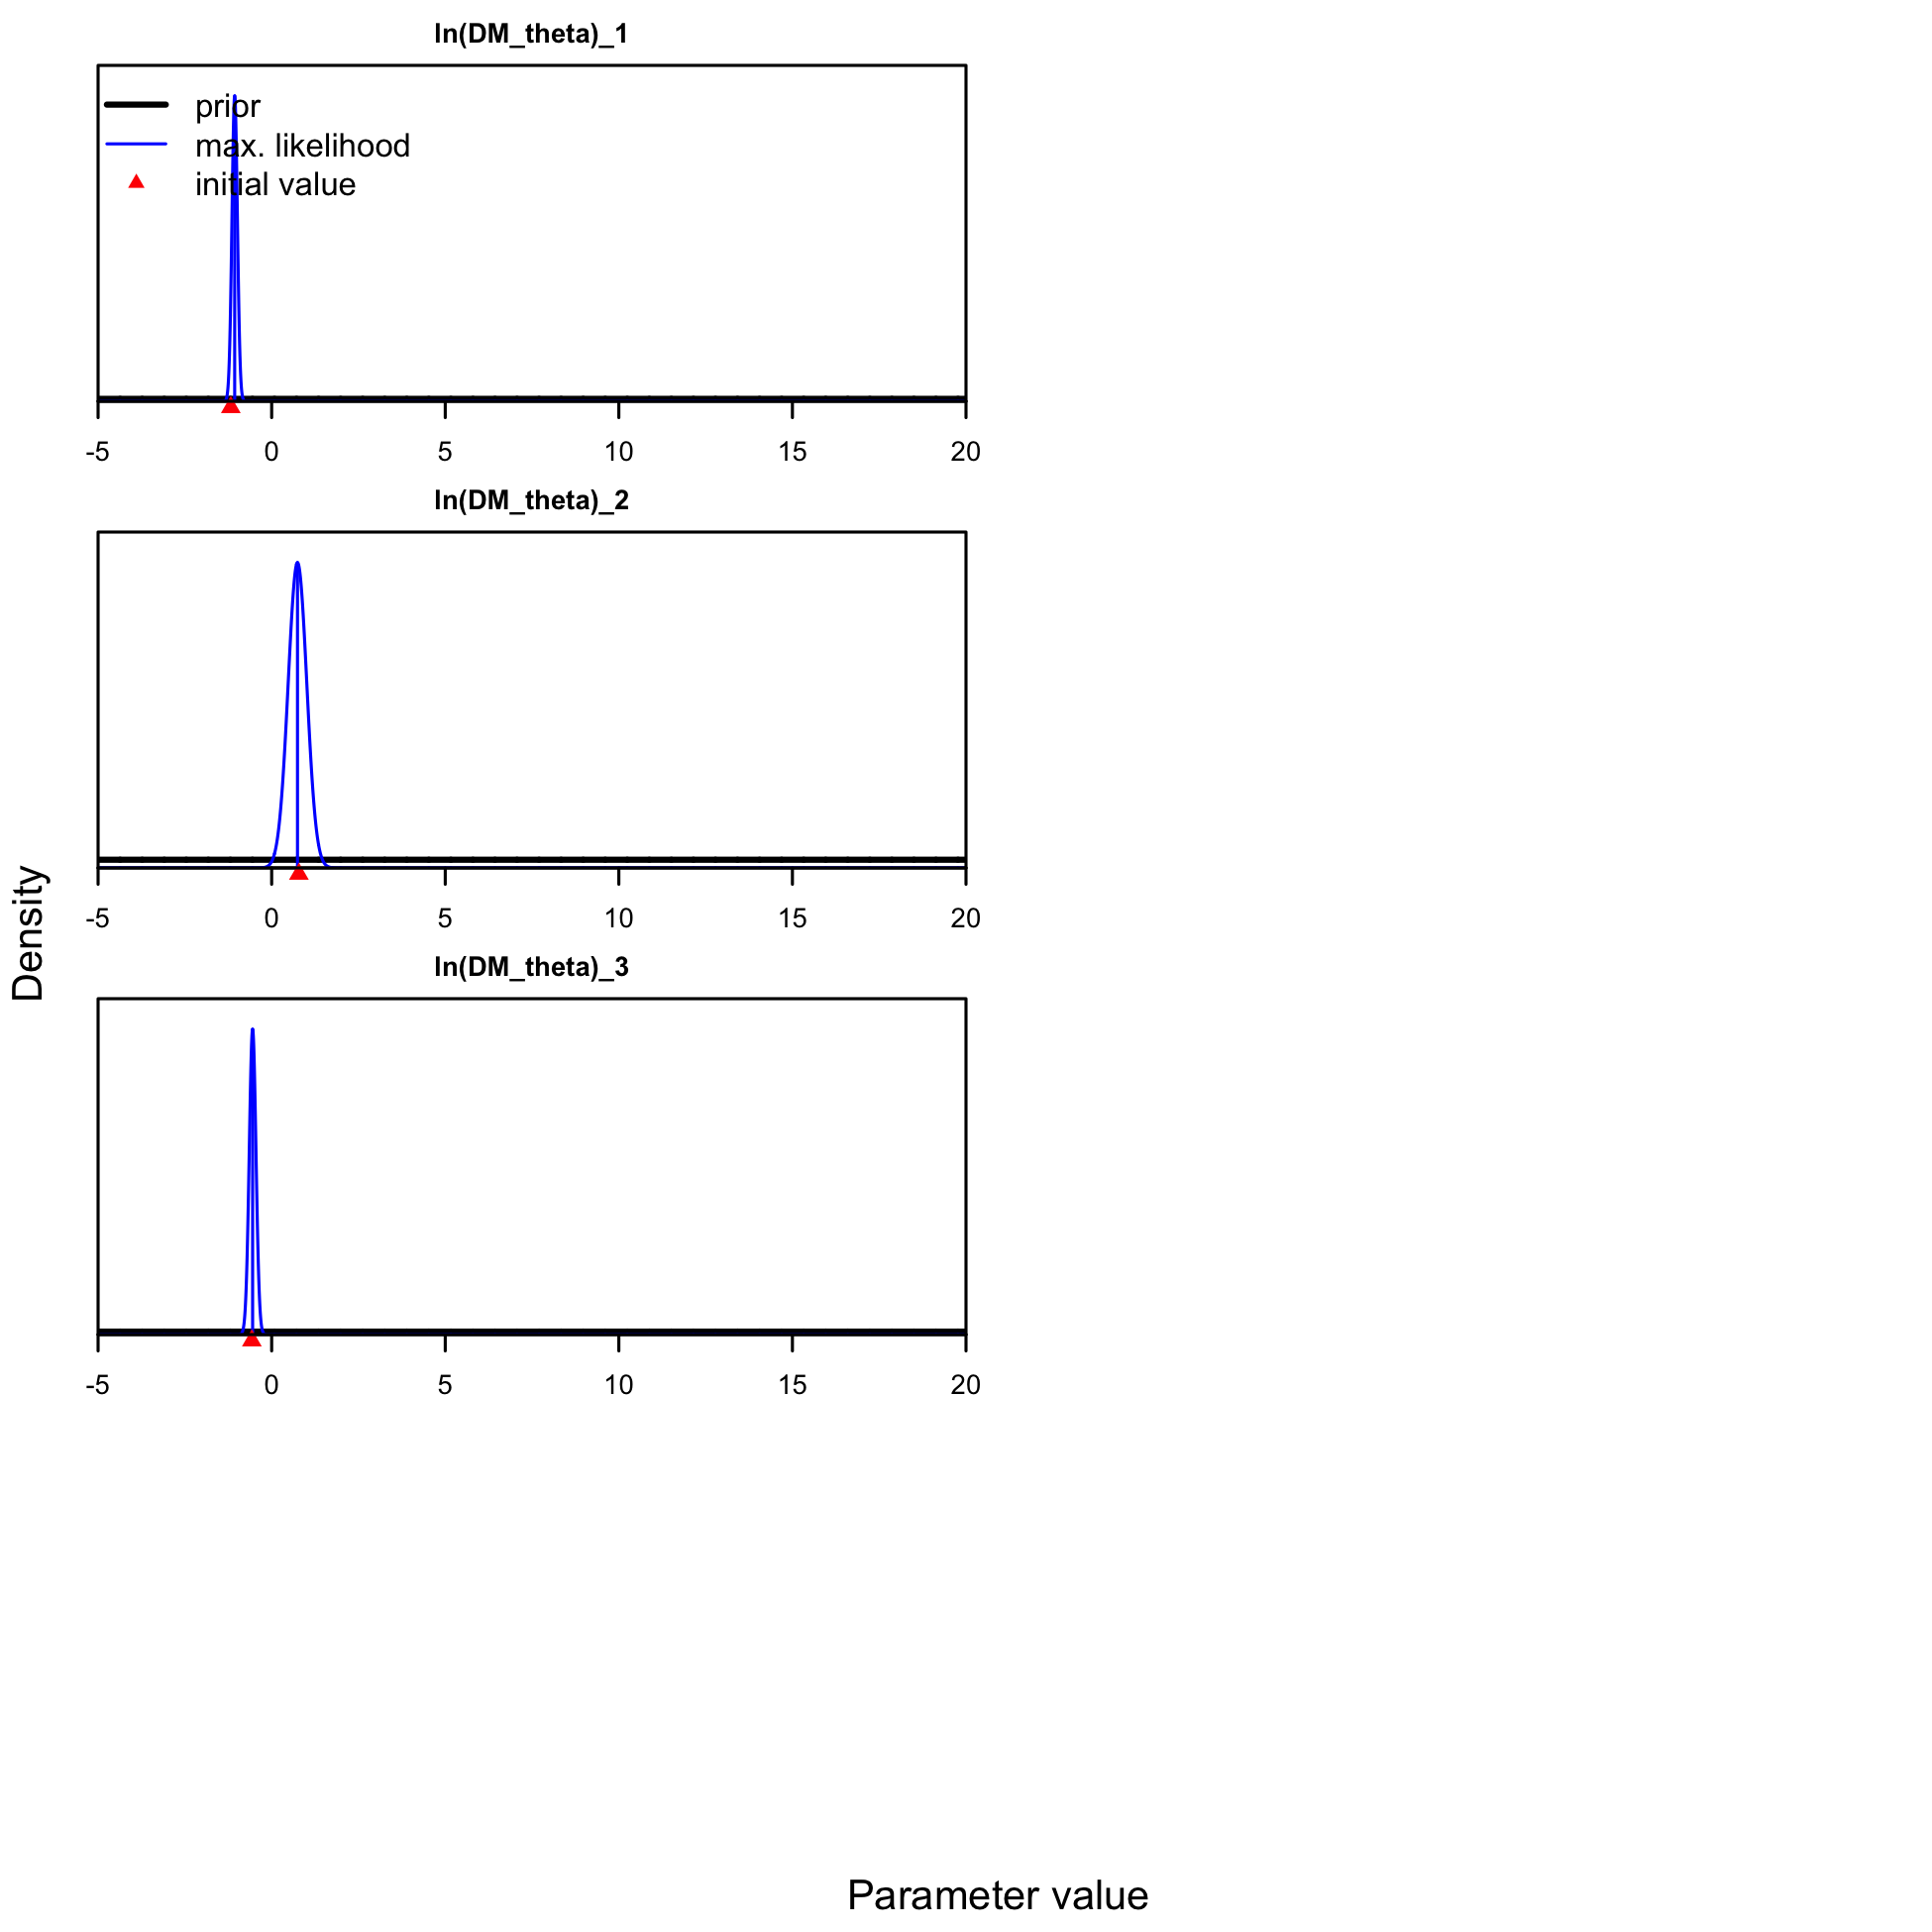 ln(DM_theta)_1
prior
max. likelihood
initial value
-5 0 5 10 15 20
ln(DM_theta)_2
-5 0 5 10 15 20
ln(DM_theta)_3
-5 0 5 10 15 20
Density
Parameter value